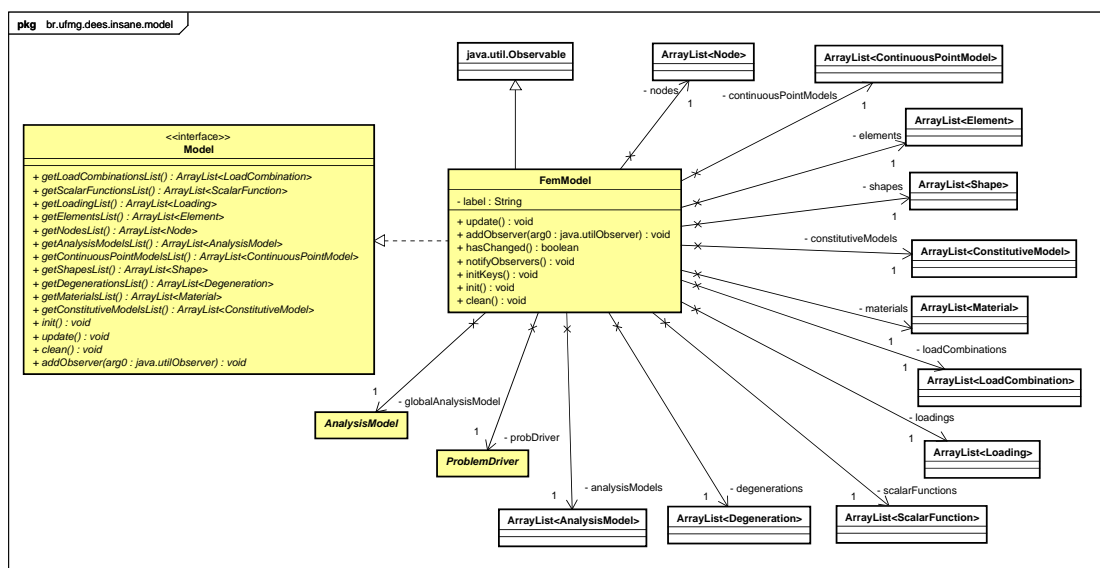 pkg br.ufmg.dees.insane.model
java.util.Observable
ArrayList<Node>
ArrayList<ContinuousPointModel>
- nodes
1
- continuousPointModels
1
<<interface>>
Model
+ getLoadCombinationsList() : ArrayList<LoadCombination>
+ getScalarFunctionsList() : ArrayList<ScalarFunction>
+ getLoadingList() : ArrayList<Loading>
+ getElementsList() : ArrayList<Element>
+ getNodesList() : ArrayList<Node>
+ getAnalysisModelsList() : ArrayList<AnalysisModel>
+ getContinuousPointModelsList() : ArrayList<ContinuousPointModel>
+ getShapesList() : ArrayList<Shape>
+ getDegenerationsList() : ArrayList<Degeneration>
+ getMaterialsList() : ArrayList<Material>
+ getConstitutiveModelsList() : ArrayList<ConstitutiveModel>
+ init() : void
+ update() : void
+ clean() : void
+ addObserver(arg0 : java.utilObserver) : void
FemModel
- label : String
+ update() : void
+ addObserver(arg0 : java.utilObserver) : void
+ hasChanged() : boolean
+ notifyObservers() : void
+ initKeys() : void
+ init() : void
+ clean() : void
- elements
1
ArrayList<Element>
- shapes
1
ArrayList<Shape>
- constitutiveModels
1
ArrayList<ConstitutiveModel>
- materials
1
ArrayList<Material>
- loadCombinations
1
ArrayList<LoadCombination>
- loadings
1
ArrayList<Loading>
- scalarFunctions
1
ArrayList<ScalarFunction>
- degenerations
1
ArrayList<Degeneration>
- analysisModels
1
ArrayList<AnalysisModel>
- probDriver
1
ProblemDriver
- globalAnalysisModel
1
AnalysisModel